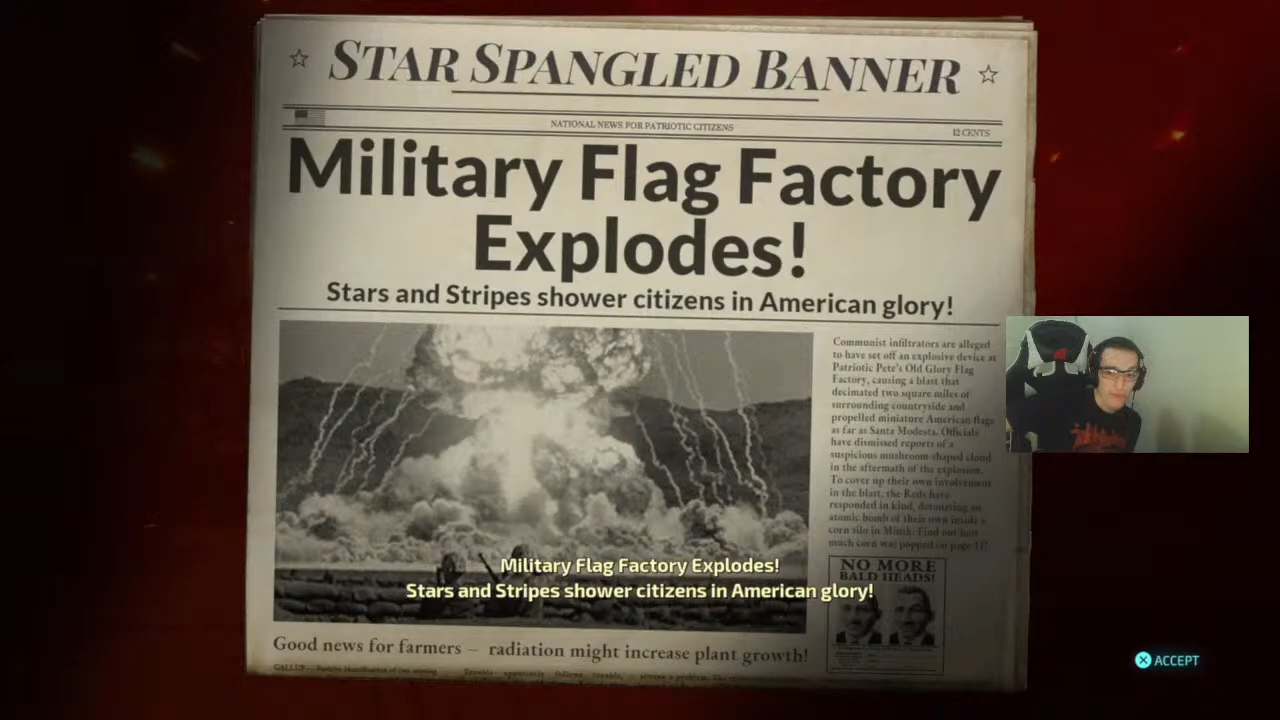 STAR SPANGLED BANNER
NATIONAL NEWS FOR PATRIOTIC CITIZENS
12 CENTS
Military Flag Factory
Explodes!
Stars and Stripes shower citizens in American glory!
Communist infiltrators are alleged
to have set off an explosive device at
Patriotic Pete's Old Glory Flag
Factory, causing a blast that
decimated two square miles of
surrounding countryside and
propelled miniature American flags
as far as Santa Modesta. Officials
have dismissed reports of a
suspicious mushroom-shaped cloud
in the aftermath of the explosion.
To cover up their own involvement
in the blast, the Reds have
responded in kind, detonating an
atomic bomb of their own inside a
corn silo in Minsk. Find out how
much corn was popped on page 11!
NO MORE
BALD HEADS!
Military Flag Factory Explodes!
Stars and Stripes shower citizens in American glory!
Good news for farmers – radiation might increase plant growth!
ACCEPT